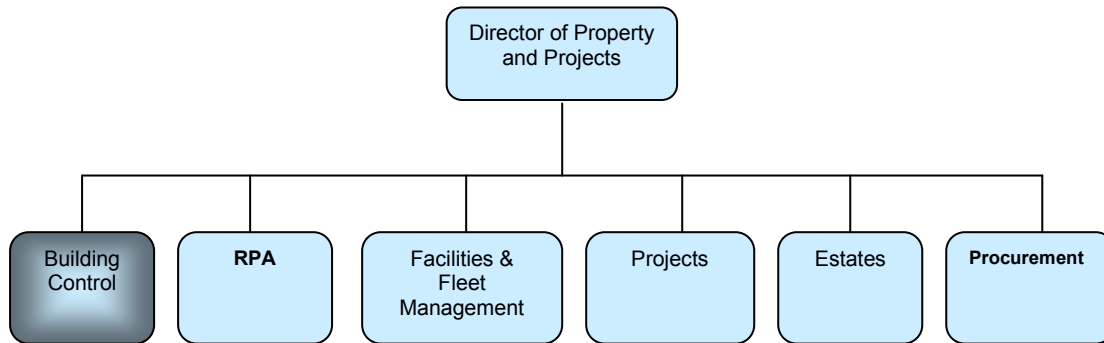 Director of Property
and Projects
Building
Control
RPA
Facilities &
Fleet
Management
Projects
Estates
Procurement